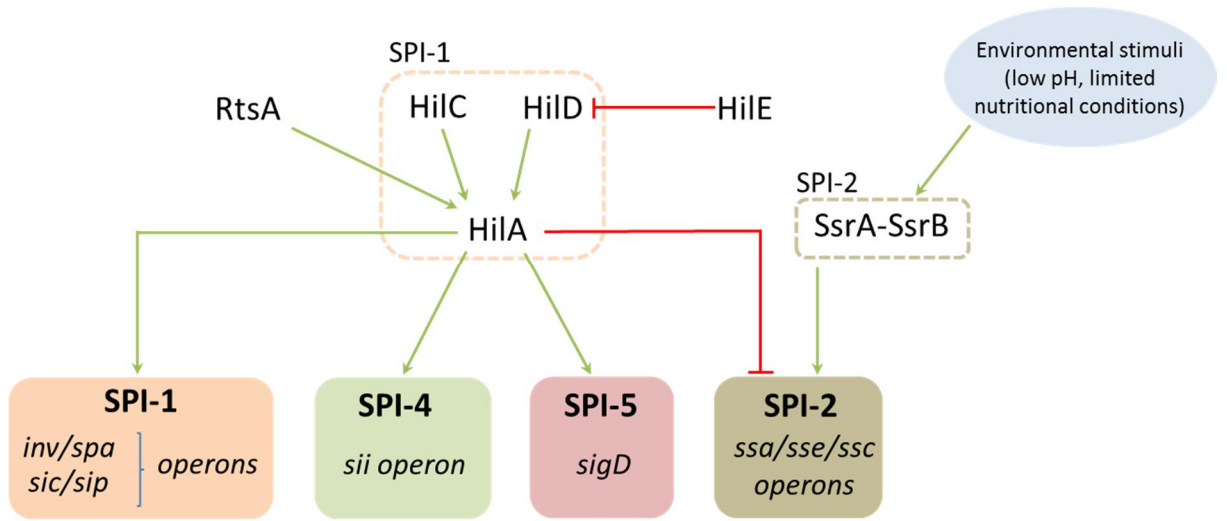 SPI-1
Environmental stimuli
(low pH, limited
nutritional conditions)
RtsA
HilC
HilD
HilE
SPI-2
HilA
SsrA-SsrB
SPI-1
inv/spa
sic/sip
operons
SPI-4
sii operon
SPI-5
sigD
SPI-2
ssa/sse/ssc
operons